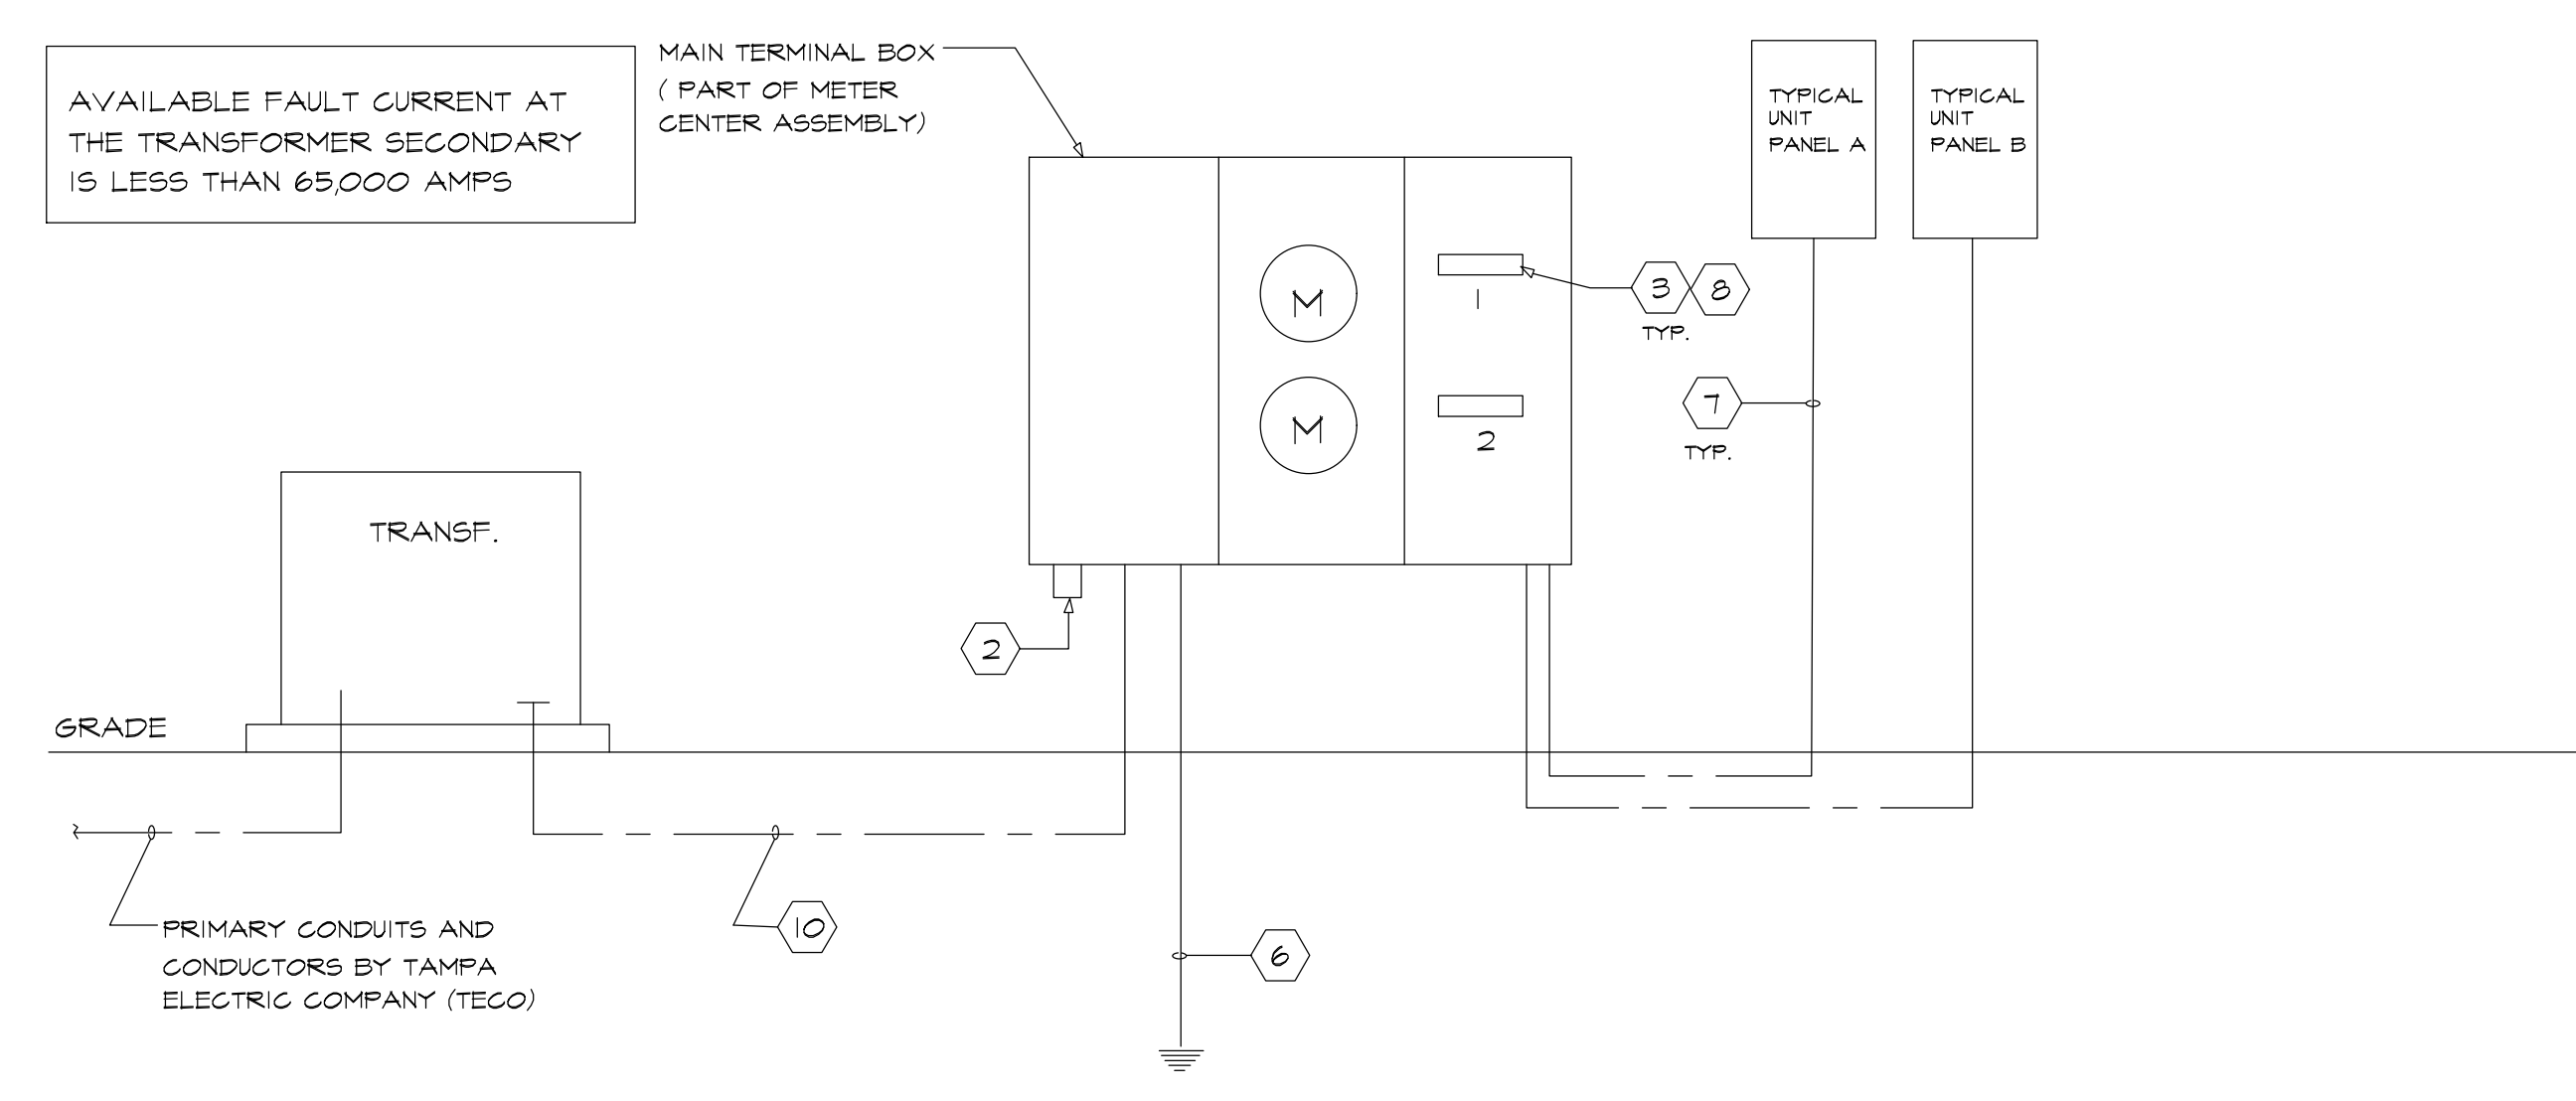 AVAILABLE FAULT CURRENT AT
THE TRANSFORMER SECONDARY
IS LESS THAN 65,000 AMPS
MAIN TERMINAL BOX
( PART OF METER
CENTER ASSEMBLY)
TYPICAL
UNIT
PANEL A
TYPICAL
UNIT
PANEL B
M
1
3 8
TYP.
M
2
7
TYP.
TRANSF.
2
GRADE
PRIMARY CONDUITS AND
CONDUCTORS BY TAMPA
ELECTRIC COMPANY (TECO)
10
6